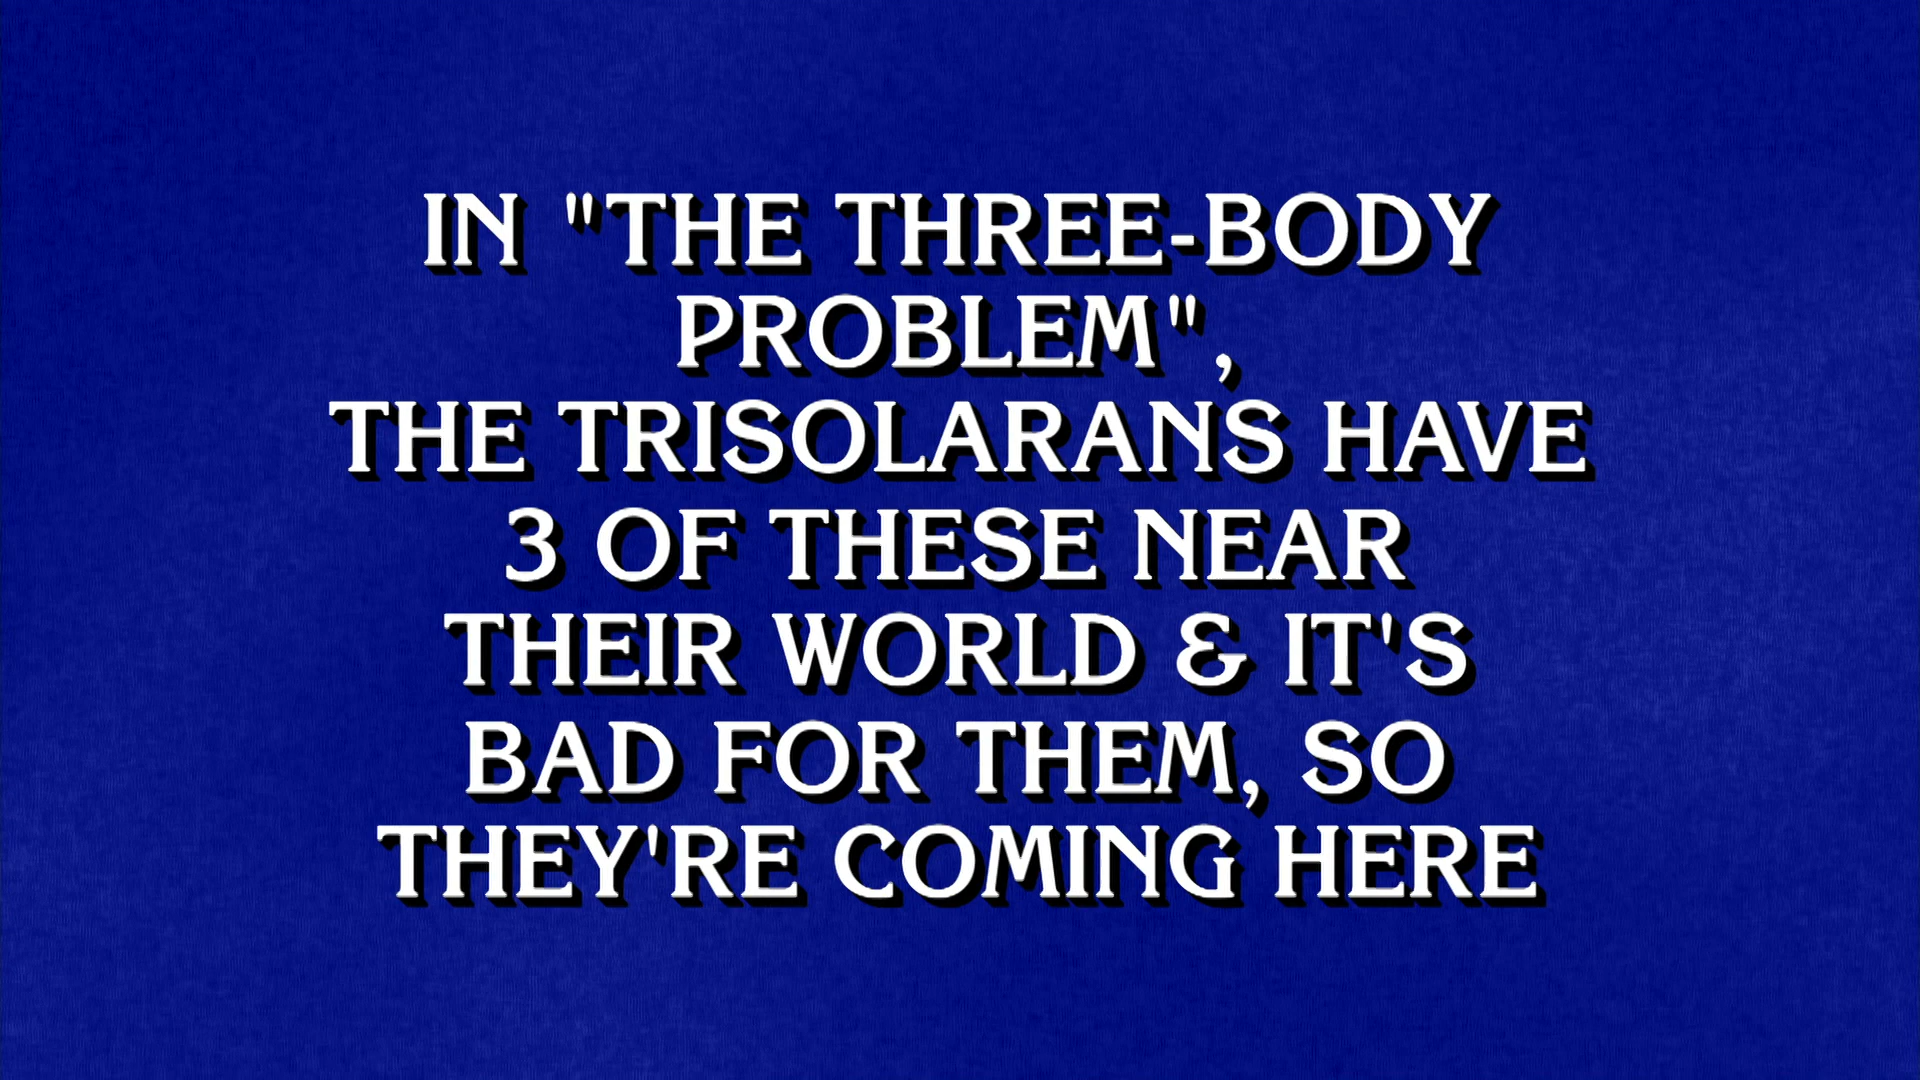 IN "THE THREE-BODY
PROBLEM",
THE TRISOLARANS HAVE
3 OF THESE NEAR
THEIR WORLD & IT'S
BAD FOR THEM, SO
THEY'RE COMING HERE